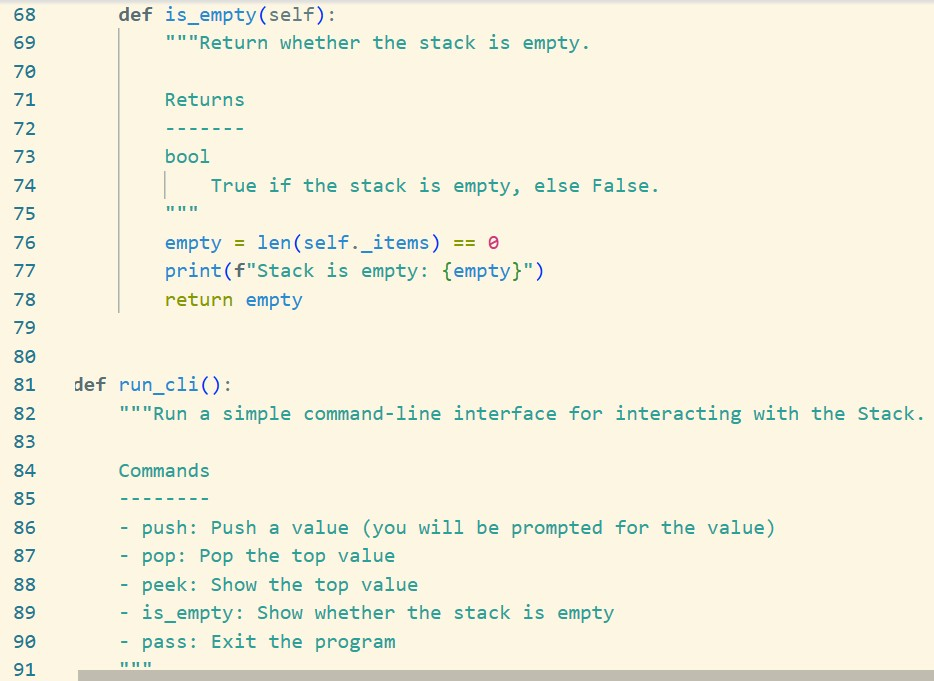 68 def is_empty(self):
69 """Return whether the stack is empty.
70
71 Returns
72 -------
73 bool
74 True if the stack is empty, else False.
75 """
76 empty = len(self._items) == 0
77 print(f"Stack is empty: {empty}")
78 return empty
79
80
81 def run_cli():
82 """Run a simple command-line interface for interacting with the Stack.
83
84 Commands
85 --------
86 - push: Push a value (you will be prompted for the value)
87 - pop: Pop the top value
88 - peek: Show the top value
89 - is_empty: Show whether the stack is empty
90 - pass: Exit the program
91 """